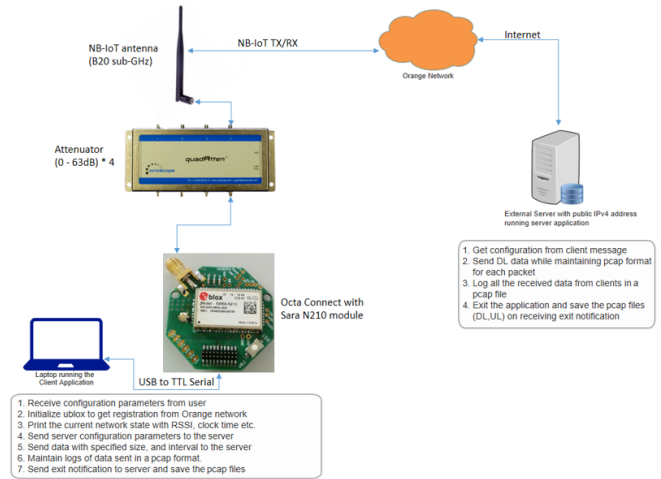 NB-IoT antenna
(B20 sub-GHz)
NB-IoT TX/RX
Orange Network
Internet
Attenuator
(0 - 63dB) * 4
quadAtten
octoScope
External Server with public IPv4 address
running server application
1. Get configuration from client message
2. Send DL data while maintaining pcap format
for each packet
3. Log all the received data from clients in a
pcap file
4. Exit the application and save the pcap files
(DL,UL) on receiving exit notification
ublox
Octa Connect with
Sara N210 module
Laptop running the
Client Application
USB to TTL Serial
1. Receive configuration parameters from user
2. Initialize ublox to get registration from Orange network
3. Print the current network state with RSSI, clock time etc.
4. Send server configuration parameters to the server
5. Send data with specified size, and interval to the server
6. Maintain logs of data sent in a pcap format.
7. Send exit notification to server and save the pcap files